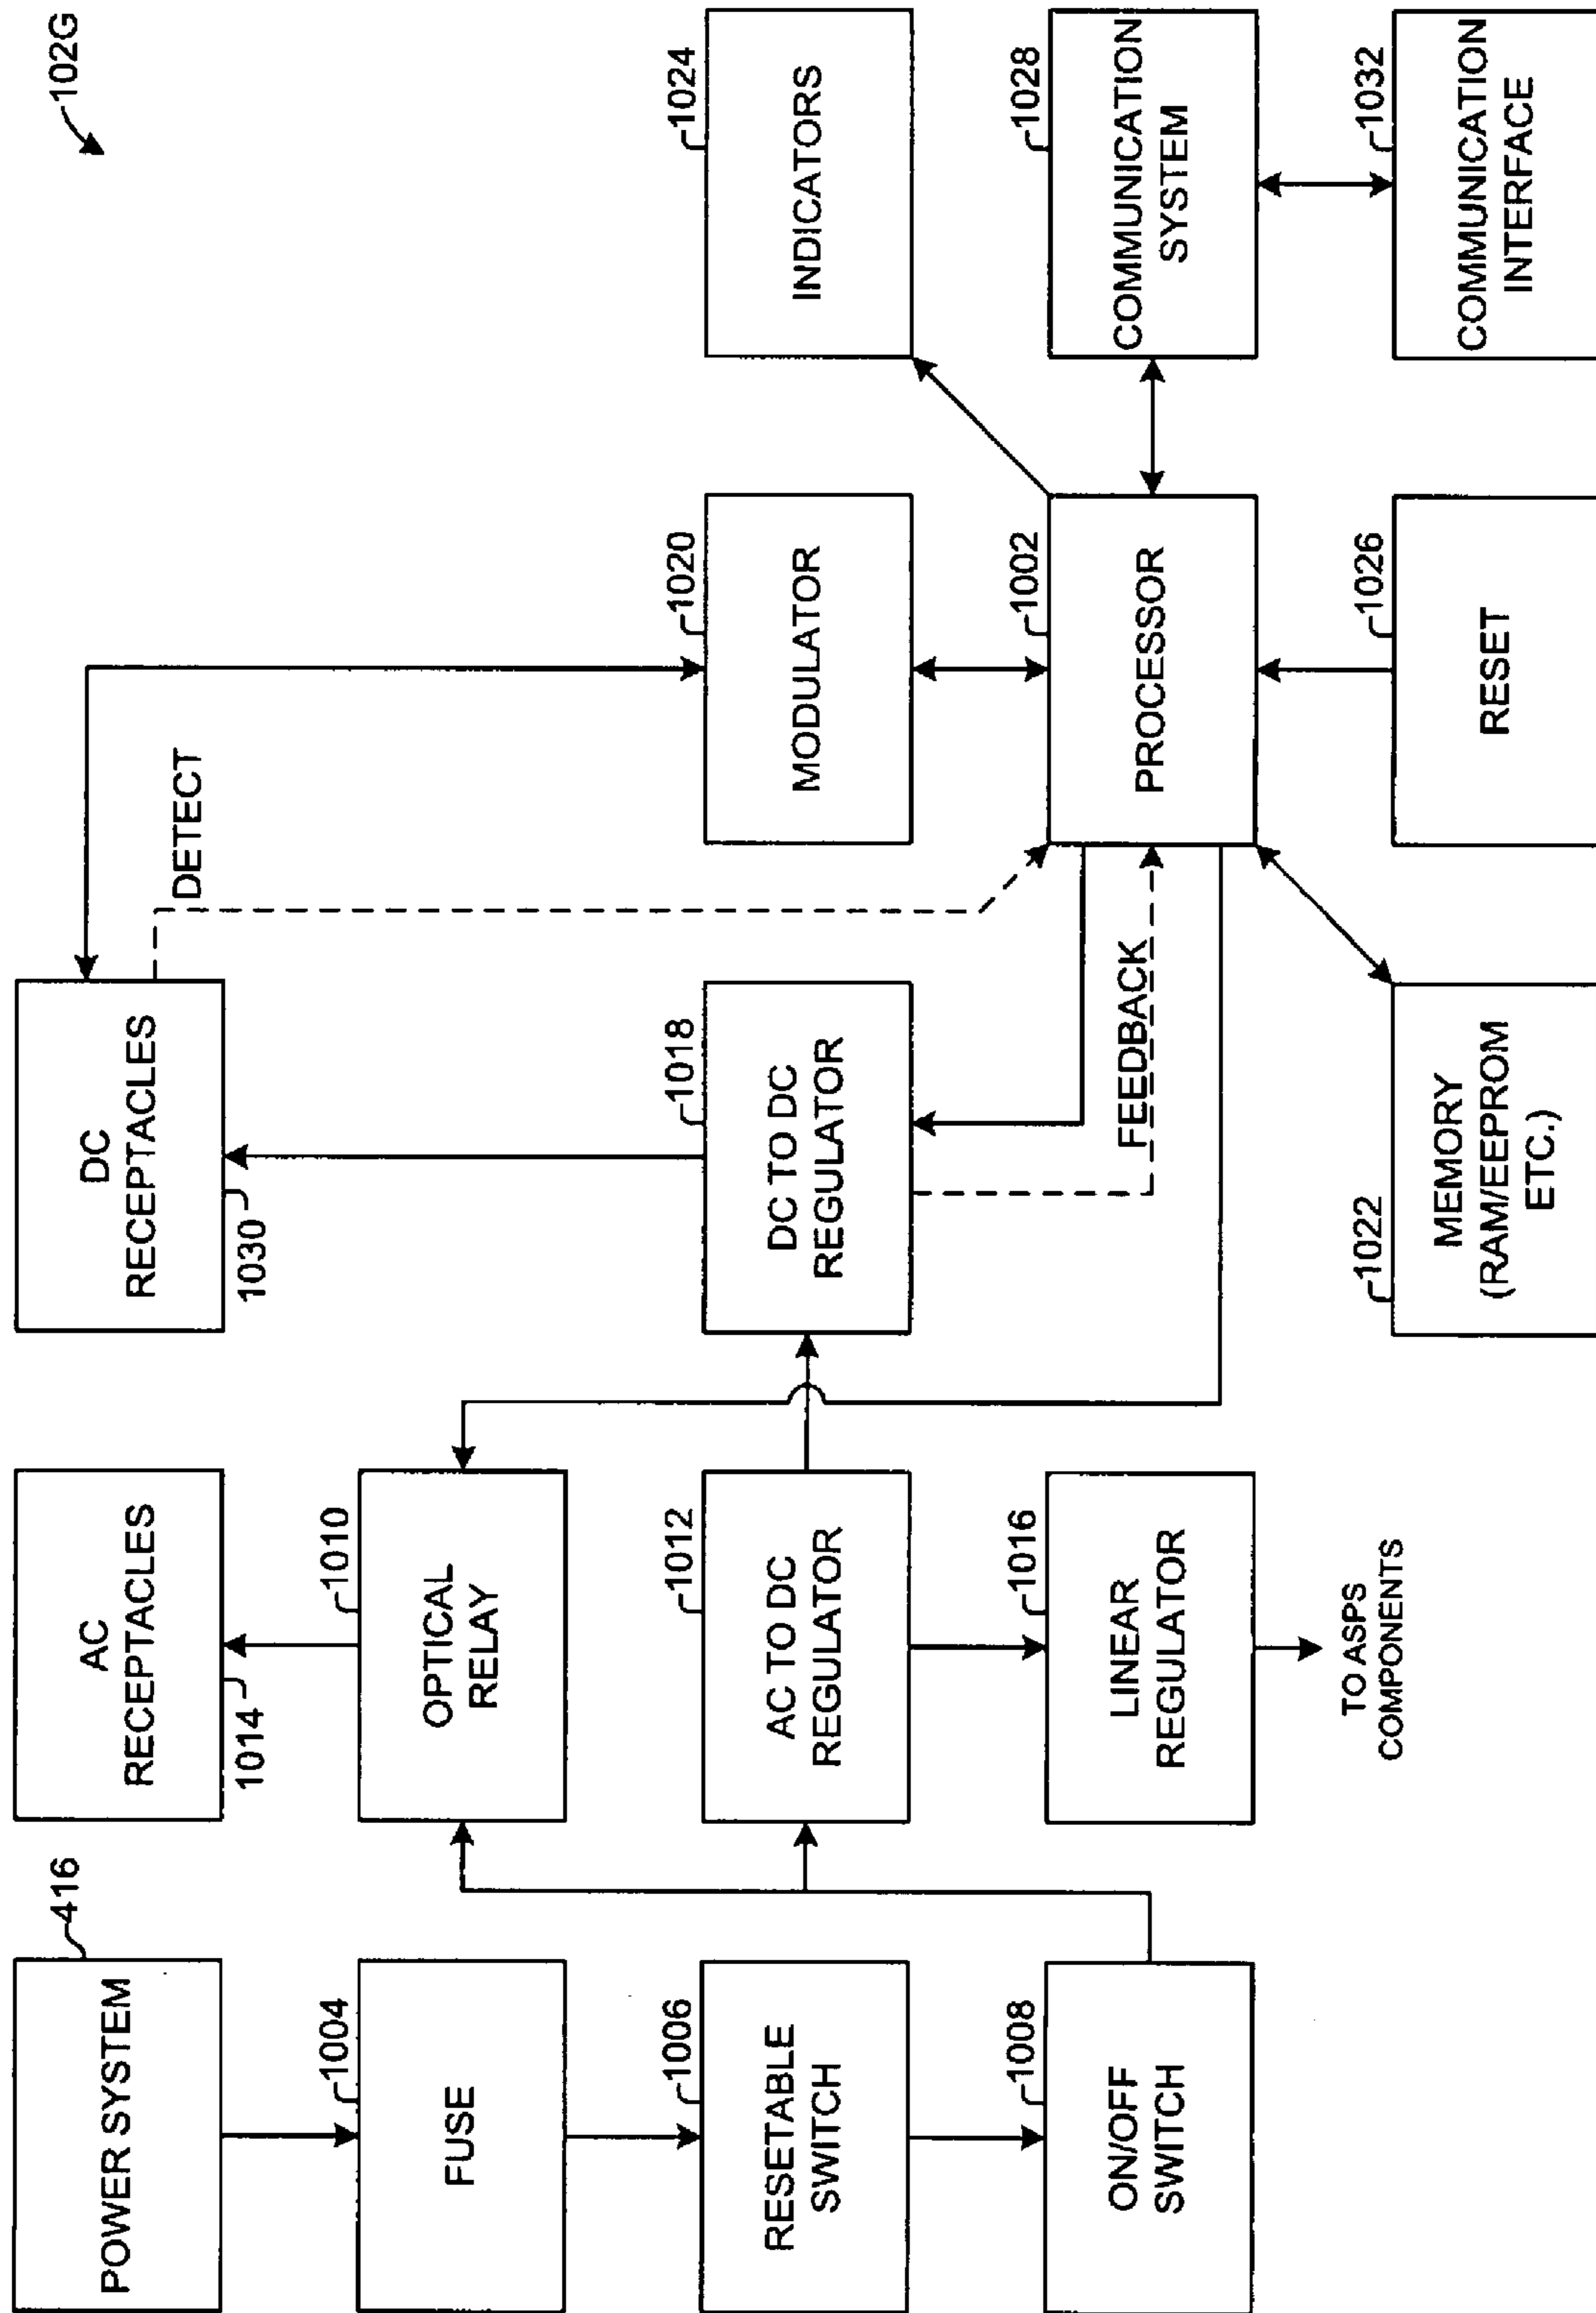 102G
POWER SYSTEM
416
AC
RECEPTACLES
1014
DC
RECEPTACLES
1030
DETECT
1004
FUSE
1010
OPTICAL
RELAY
1006
RESETABLE
SWITCH
1012
AC TO DC
REGULATOR
1018
DC TO DC
REGULATOR
1020
MODULATOR
1024
INDICATORS
1008
ON/OFF
SWITCH
1016
LINEAR
REGULATOR
TO ASPS
COMPONENTS
FEEDBACK
1002
PROCESSOR
1028
COMMUNICATION
SYSTEM
1022
MEMORY
(RAM/EEPROM
ETC.)
1026
RESET
1032
COMMUNICATION
INTERFACE